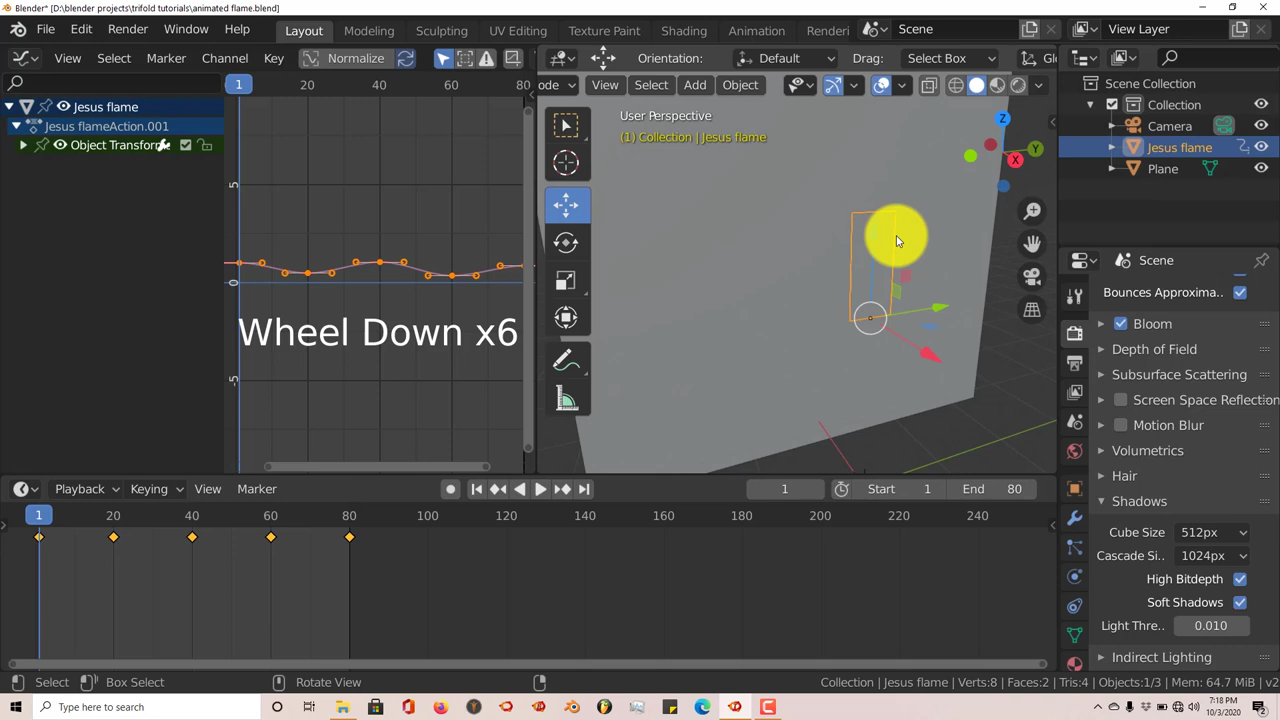 Blender* [D:\blender projects\trifold tutorials\animated flame.blend]
File Edit Render Window Help Layout Modeling Sculpting UV Editing Texture Paint Shading Animation Renderi Scene View Layer
View Select Marker Channel Key Normalize Orientation: Default Drag: Select Box
1 20 40 60 80 ode View Select Add Object Scene Collection
Jesus flame User Perspective Collection
Jesus flameAction.001 (1) Collection | Jesus flame Camera
Object Transform Jesus flame
Plane
5
0
-5
Z
Y
X
Wheel Down x6
Scene
Bounces Approxima..
Bloom
Depth of Field
Subsurface Scattering
Screen Space Reflection
Motion Blur
Volumetrics
Hair
Shadows
Cube Size 512px
Cascade Si.. 1024px
High Bitdepth
Soft Shadows
Light Thre.. 0.010
Indirect Lighting
Playback Keying View Marker 1 Start 1 End 80
1 20 40 60 80 100 120 140 160 180 200 220 240
Select Box Select Rotate View Collection | Jesus flame | Verts:8 | Faces:2 | Tris:4 | Objects:1/3 | Mem: 64.7 MiB | v2
Type here to search
7:18 PM
10/3/2020
2